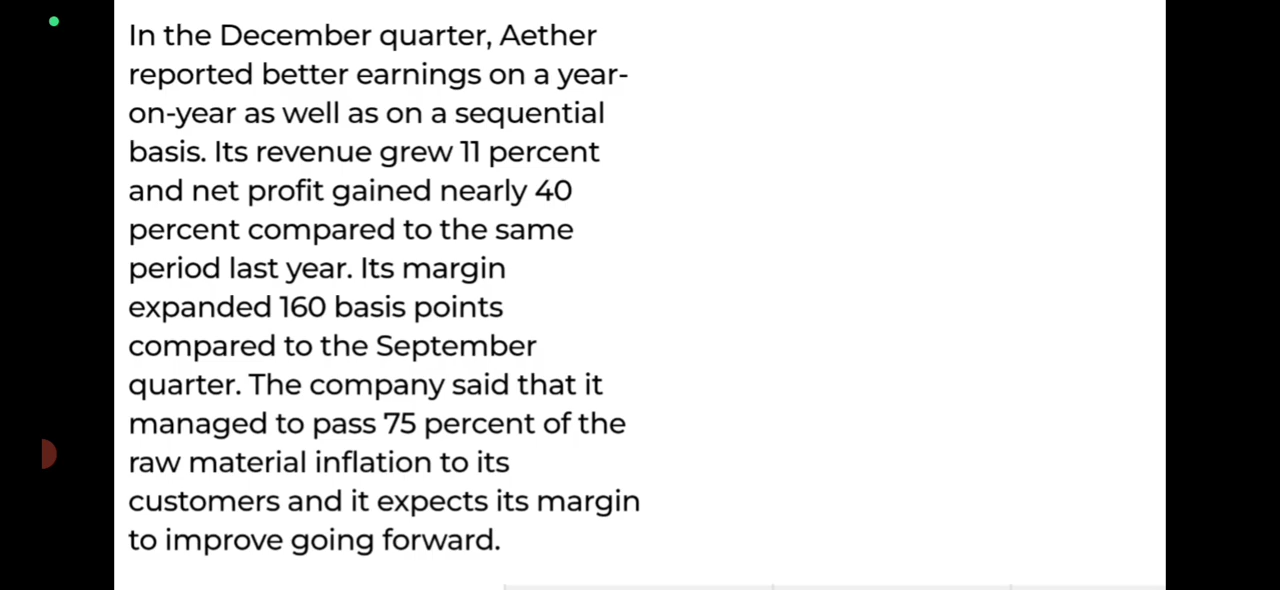 In the December quarter, Aether
reported better earnings on a year-
on-year as well as on a sequential
basis. Its revenue grew 11 percent
and net profit gained nearly 40
percent compared to the same
period last year. Its margin
expanded 160 basis points
compared to the September
quarter. The company said that it
managed to pass 75 percent of the
raw material inflation to its
customers and it expects its margin
to improve going forward.